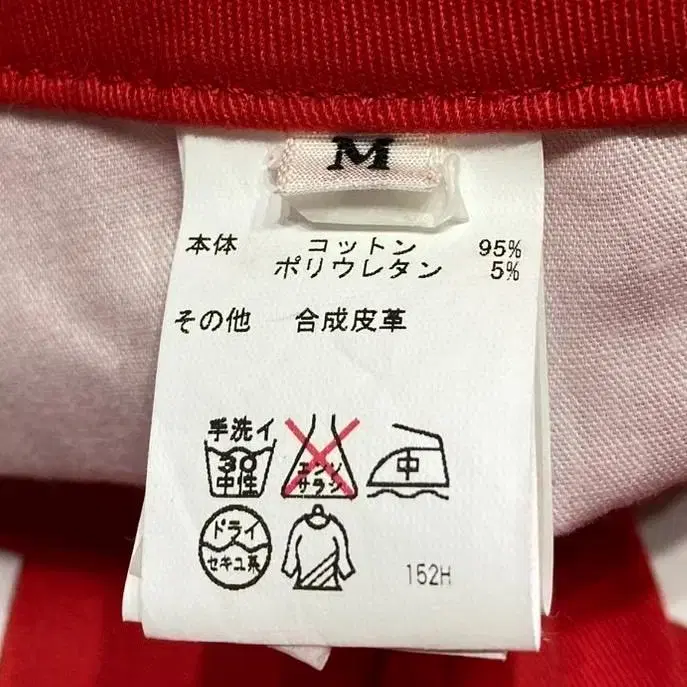 M
本体 コットン 95%
ポリウレタン 5%
その他 合成皮革
手洗イ
30
中性
エンソ
サラシ
中
ドライ
セキユ系
152H